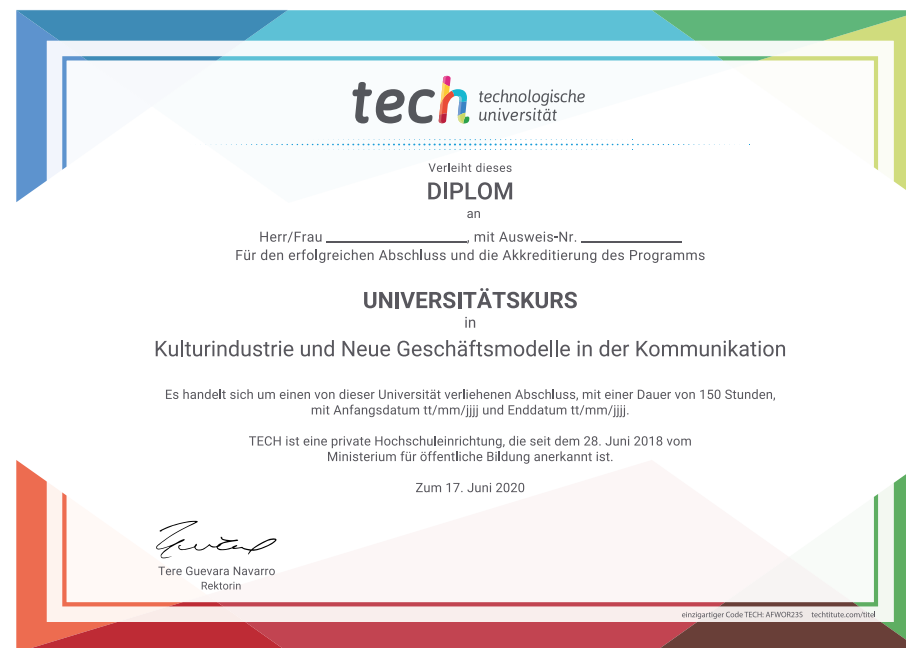 tech technologische
universität
Verleiht dieses
DIPLOM
an
Herr/Frau ____________, mit Ausweis-Nr. ____________
Für den erfolgreichen Abschluss und die Akkreditierung des Programms
UNIVERSITÄTSKURS
in
Kulturindustrie und Neue Geschäftsmodelle in der Kommunikation
Es handelt sich um einen von dieser Universität verliehenen Abschluss, mit einer Dauer von 150 Stunden,
mit Anfangsdatum tt/mm/jjjj und Enddatum tt/mm/jjjj.
TECH ist eine private Hochschuleinrichtung, die seit dem 28. Juni 2018 vom
Ministerium für öffentliche Bildung anerkannt ist.
Zum 17. Juni 2020
Tere Guevara Navarro
Rektorin
einzigartiger Code TECH: AFWOR23S techtitute.com/titel